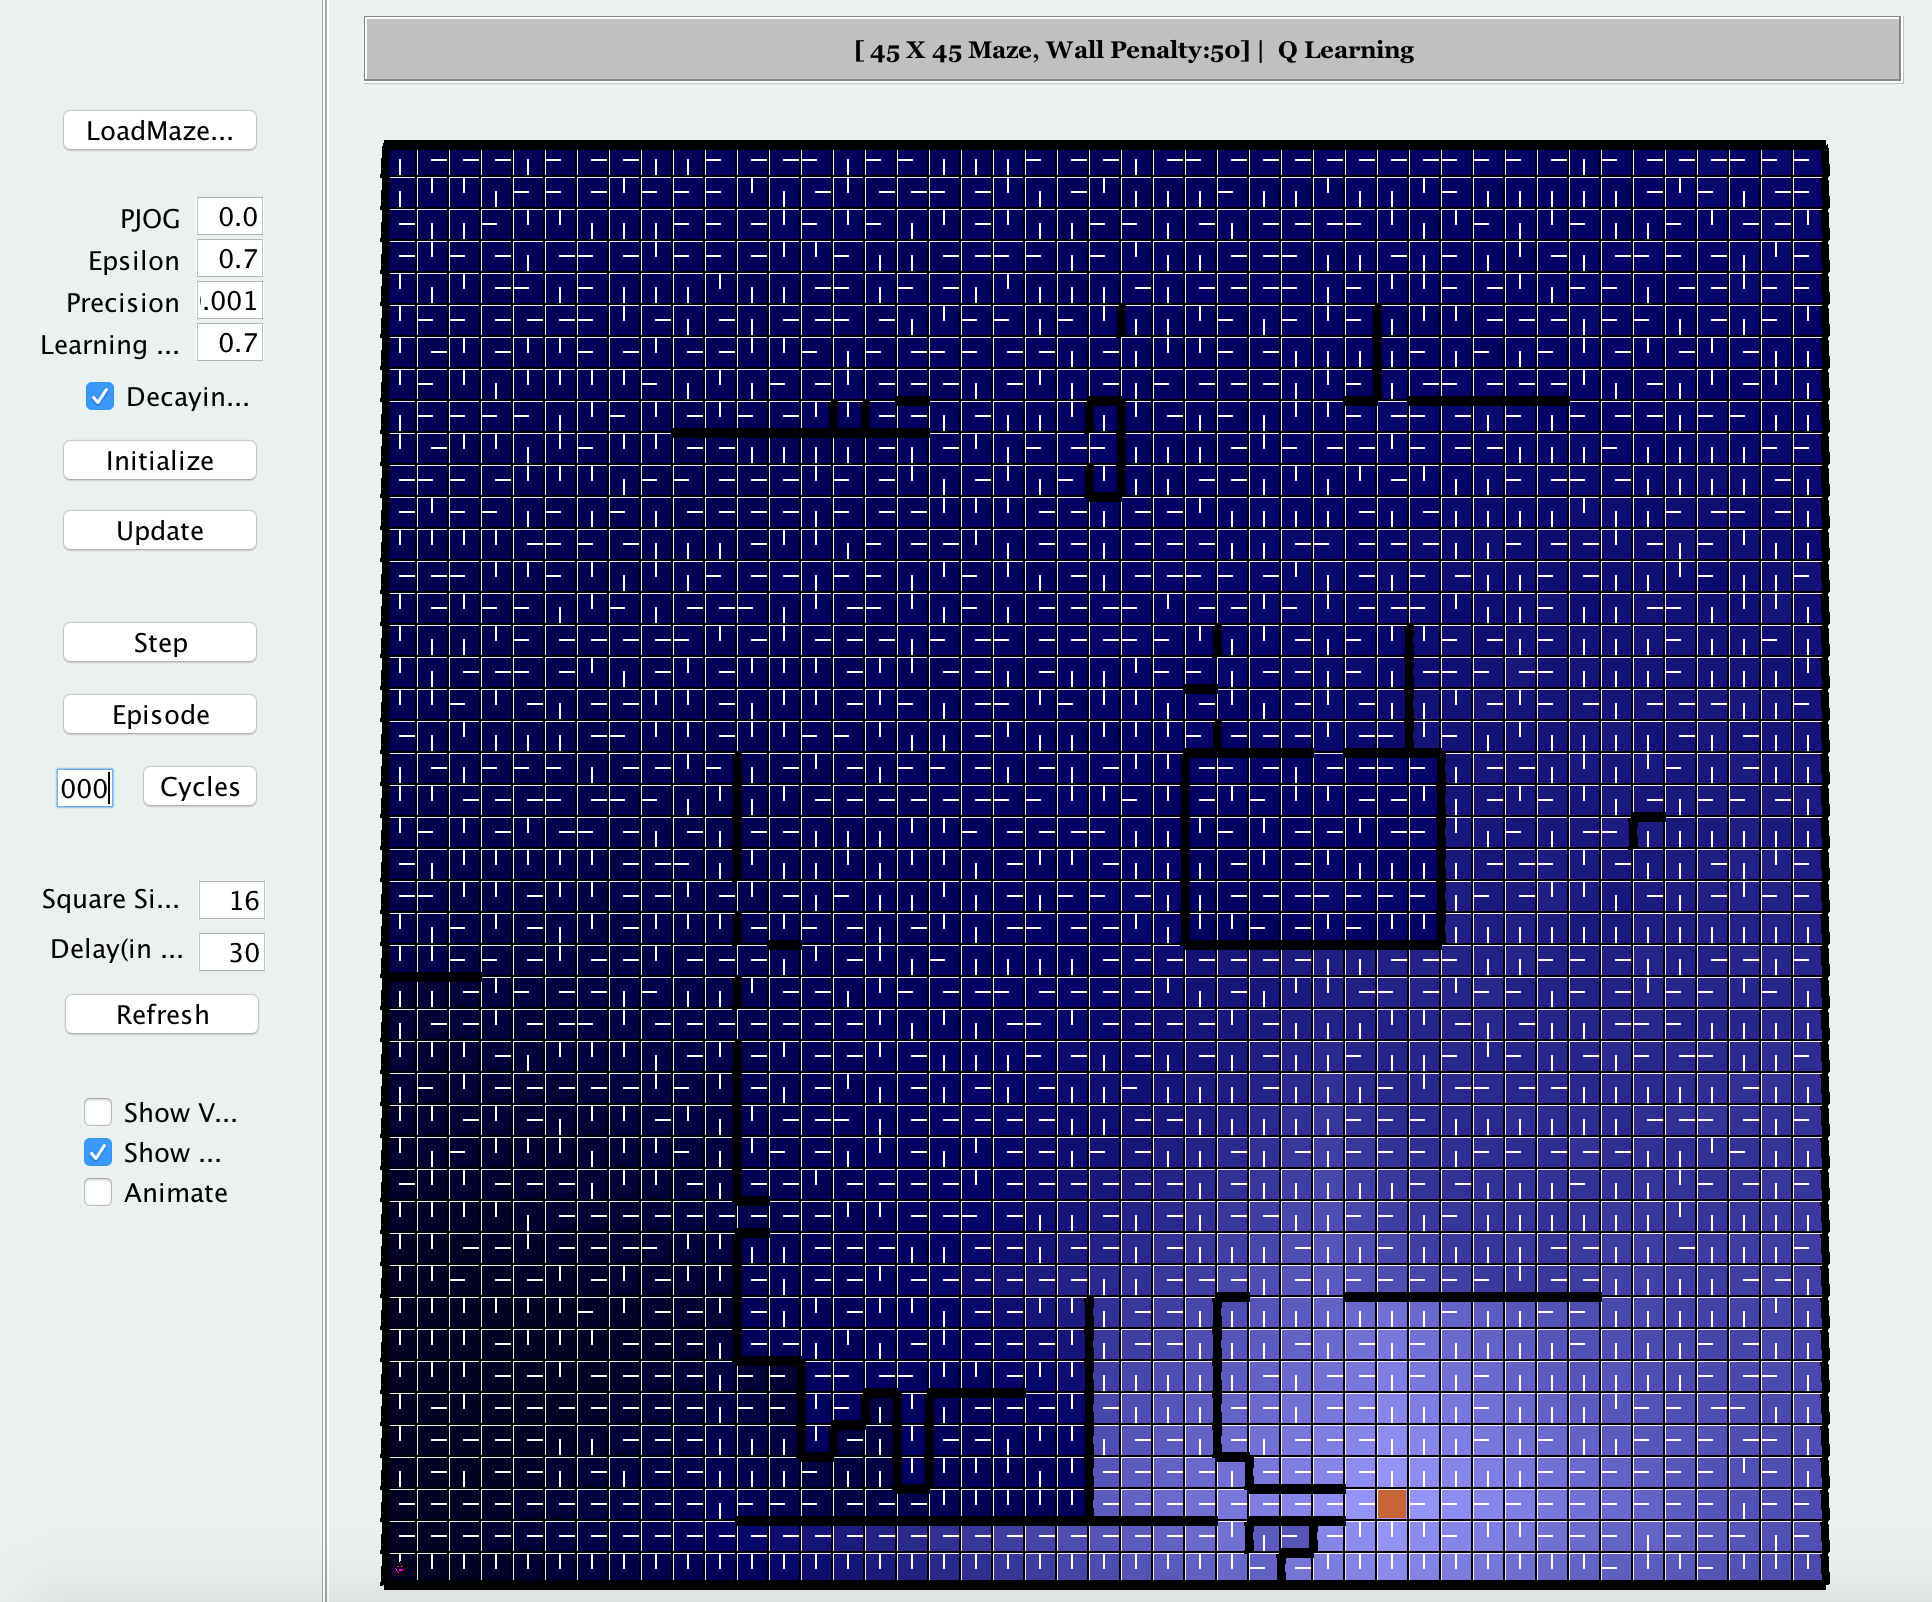 [ 45 X 45 Maze, Wall Penalty:50] | Q Learning
LoadMaze...
PJOG 0.0
Epsilon 0.7
Precision .001
Learning ... 0.7
Decayin...
Initialize
Update
Step
Episode
000 Cycles
Square Si... 16
Delay(in ... 30
Refresh
Show V...
Show ...
Animate